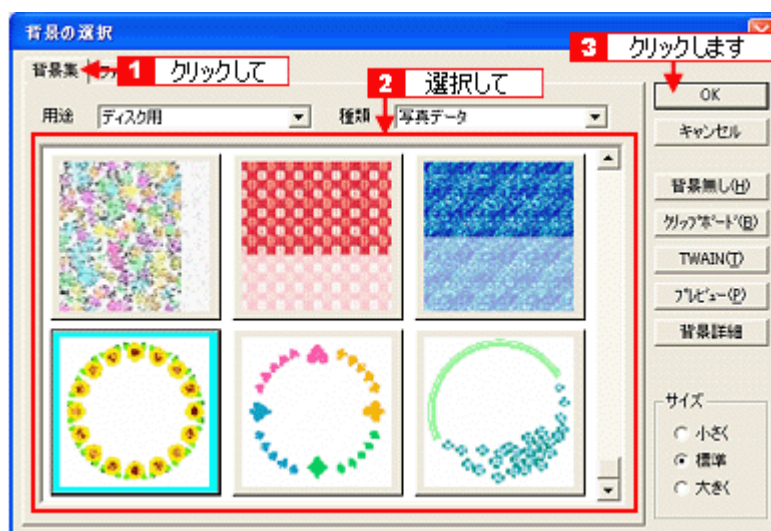 背景の選択
3 クリックします
背景集
1 クリックして
2 選択して
用途 ディスク用 種類 写真データ
OK
キャンセル
背景無し(H)
クリップボード(B)
TWAIN(T)
プレビュー(P)
背景詳細
サイズ
小さく
標準
大きく